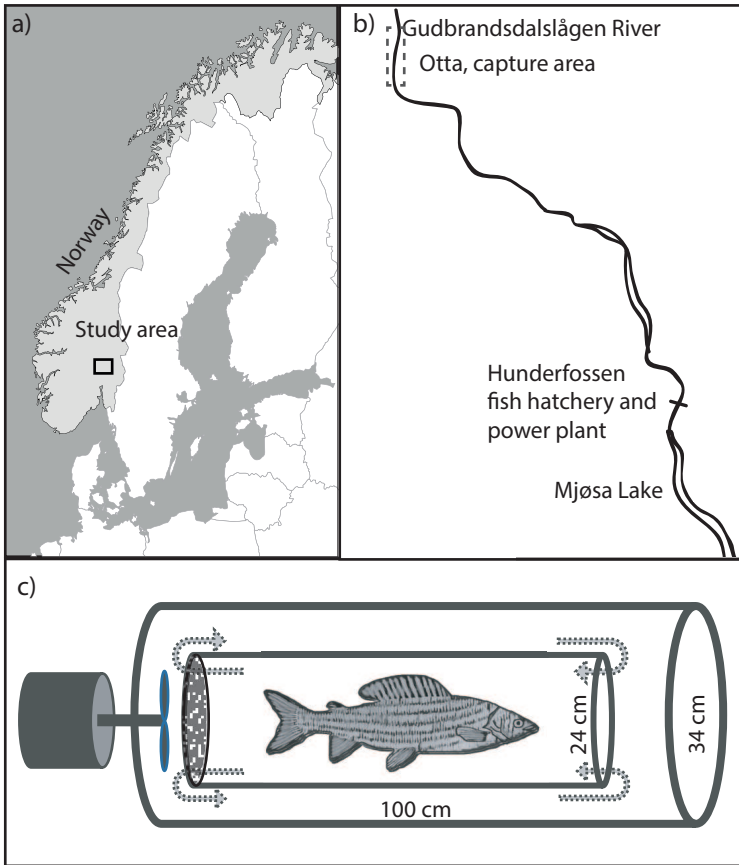 a)
Norway
Study area
b)
Gudbrandsdalslågen River
Otta, capture area
Hunderfossen
fish hatchery and
power plant
Mjøsa Lake
c)
24 cm
34 cm
100 cm